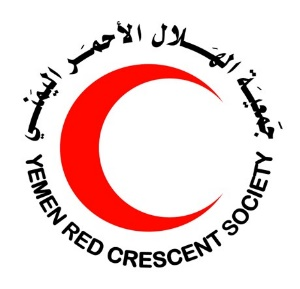 جمعية الهلال الأحمر اليمني
YEMEN RED CRESCENT SOCIETY